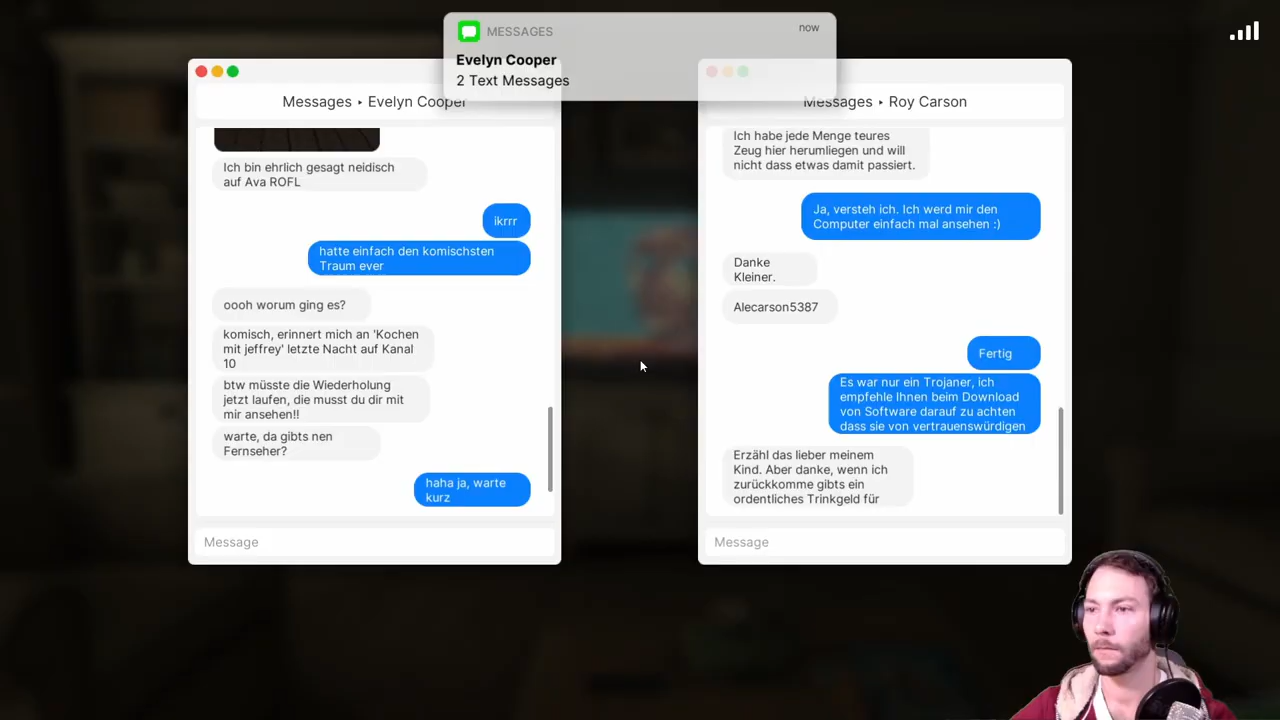 MESSAGES
now
Evelyn Cooper
2 Text Messages
Messages ‣ Evelyn Cooper
Ich bin ehrlich gesagt neidisch
auf Ava ROFL
ikrrr
hatte einfach den komischsten
Traum ever
oooh worum ging es?
komisch, erinnert mich an 'Kochen
mit jeffrey' letzte Nacht auf Kanal
10
btw müsste die Wiederholung
jetzt laufen, die musst du dir mit
mir ansehen!!
warte, da gibts nen
Fernseher?
haha ja, warte
kurz
Message
Messages ‣ Roy Carson
Ich habe jede Menge teures
Zeug hier herumliegen und will
nicht dass etwas damit passiert.
Ja, versteh ich. Ich werd mir den
Computer einfach mal ansehen :)
Danke
Kleiner.
Alecarson5387
Fertig
Es war nur ein Trojaner, ich
empfehle Ihnen beim Download
von Software darauf zu achten
dass sie von vertrauenswürdigen
Erzähl das lieber meinem
Kind. Aber danke, wenn ich
zurückkomme gibts ein
ordentliches Trinkgeld für
Message